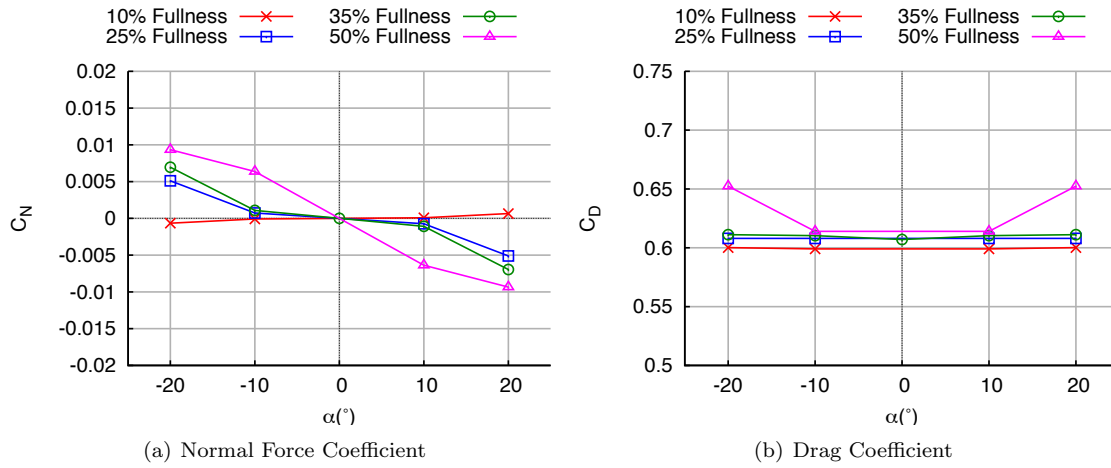 10% Fullness
25% Fullness
35% Fullness
50% Fullness
0.02
0.015
0.01
0.005
0
-0.005
-0.01
-0.015
-0.02
C_N
-20 -10 0 10 20
α(°)
(a) Normal Force Coefficient
10% Fullness
25% Fullness
35% Fullness
50% Fullness
0.75
0.7
0.65
0.6
0.55
0.5
C_D
-20 -10 0 10 20
α(°)
(b) Drag Coefficient